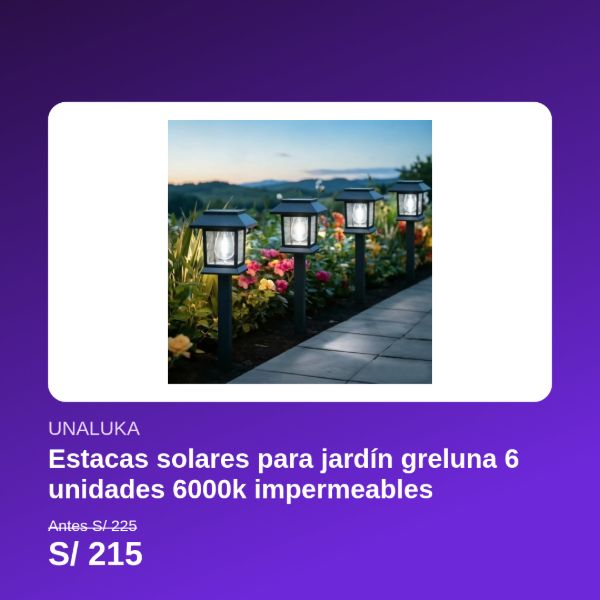 UNALUKA
Estacas solares para jardín greluna 6
unidades 6000k impermeables
Antes S/ 225
S/ 215